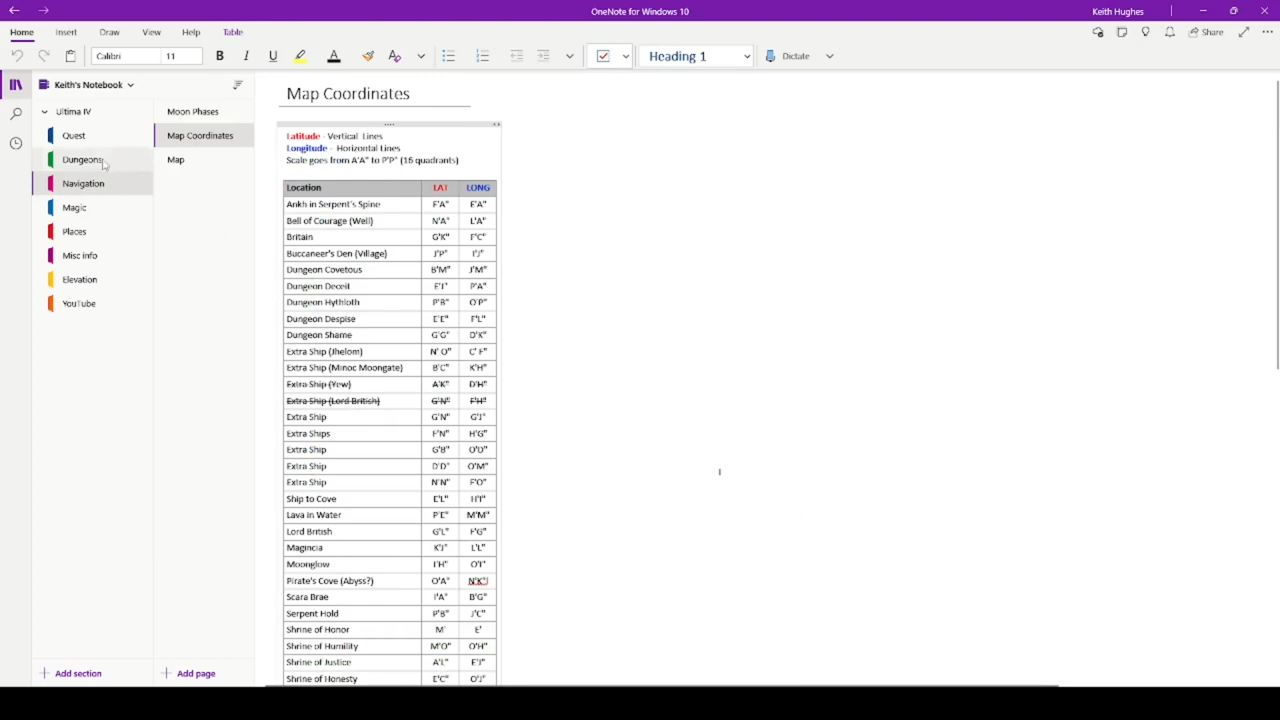 OneNote for Windows 10
Keith Hughes
Home Insert Draw View Help Table
Share
Calibri 11 B I U A Heading 1 Dictate
Keith's Notebook
Ultima IV
Quest
Dungeons
Navigation
Magic
Places
Misc info
Elevation
YouTube
Add section
Moon Phases
Map Coordinates
Map
Add page
Map Coordinates
Latitude - Vertical Lines
Longitude - Horizontal Lines
Scale goes from A'A" to P'P" (16 quadrants)
Location LAT LONG
Ankh in Serpent's Spine F'A" E'A"
Bell of Courage (Well) N'A" L'A"
Britain G'K" F'C"
Buccaneer's Den (Village) J'P" I'J"
Dungeon Covetous B'M" J'M"
Dungeon Deceit P'A"
Dungeon Hythloth P'B" O'P"
Dungeon Despise E'E" F'L"
Dungeon Shame G'G" D'K"
Extra Ship (Jhelom) N' O" C' F"
Extra Ship (Minoc Moongate) B'C" K'H"
Extra Ship (Yew) A'K" D'H"
Extra Ship (Lord British) G'N" F'H"
Extra Ship G'N"
Extra Ships F'N" H'G"
Extra Ship G'B" O'D"
Extra Ship D'D" O'M"
Extra Ship N'N" F'O"
Ship to Cove E'L"
Lava in Water P'E" M'M"
Lord British G'L" F'G"
Magincia K'J" L'L"
Moonglow I'H"
Pirate's Cove (Abyss?) O'A" N'K"J
Scara Brae I'A" B'G"
Serpent Hold P'B" J'C"
Shrine of Honor M' E'
Shrine of Humility M'O" O'H"
Shrine of Justice A'L" E'J"
Shrine of Honesty E'C" O'J"